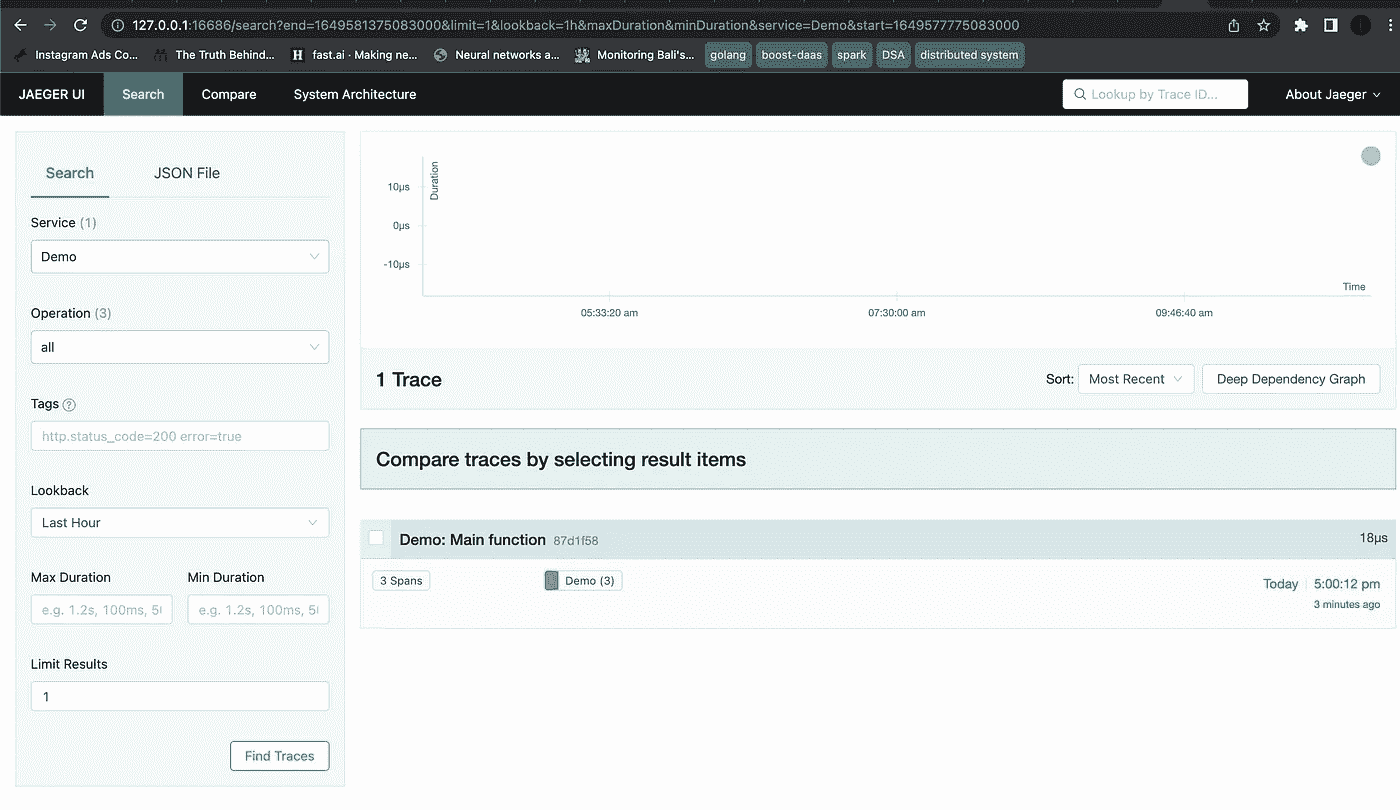 127.0.0.1:16686/search?end=1649581375083000&limit=1&lookback=1h&maxDuration&minDuration&service=Demo&start=1649577775083000
Instagram Ads Co... The Truth Behind... H fast.ai · Making ne... Neural networks a... Monitoring Bali's... golang boost-daas spark DSA distributed system
JAEGER UI Search Compare System Architecture Lookup by Trace ID... About Jaeger
Search JSON File
Service (1)
Demo
Operation (3)
all
Tags ?
http.status_code=200 error=true
Lookback
Last Hour
Max Duration Min Duration
e.g. 1.2s, 100ms, 5 e.g. 1.2s, 100ms, 5
Limit Results
1
Find Traces
Duration
10μs
0μs
-10μs
Time
05:33:20 am 07:30:00 am 09:46:40 am
1 Trace Sort: Most Recent Deep Dependency Graph
Compare traces by selecting result items
Demo: Main function 87d1f58 18μs
3 Spans Demo (3) Today 5:00:12 pm
3 minutes ago